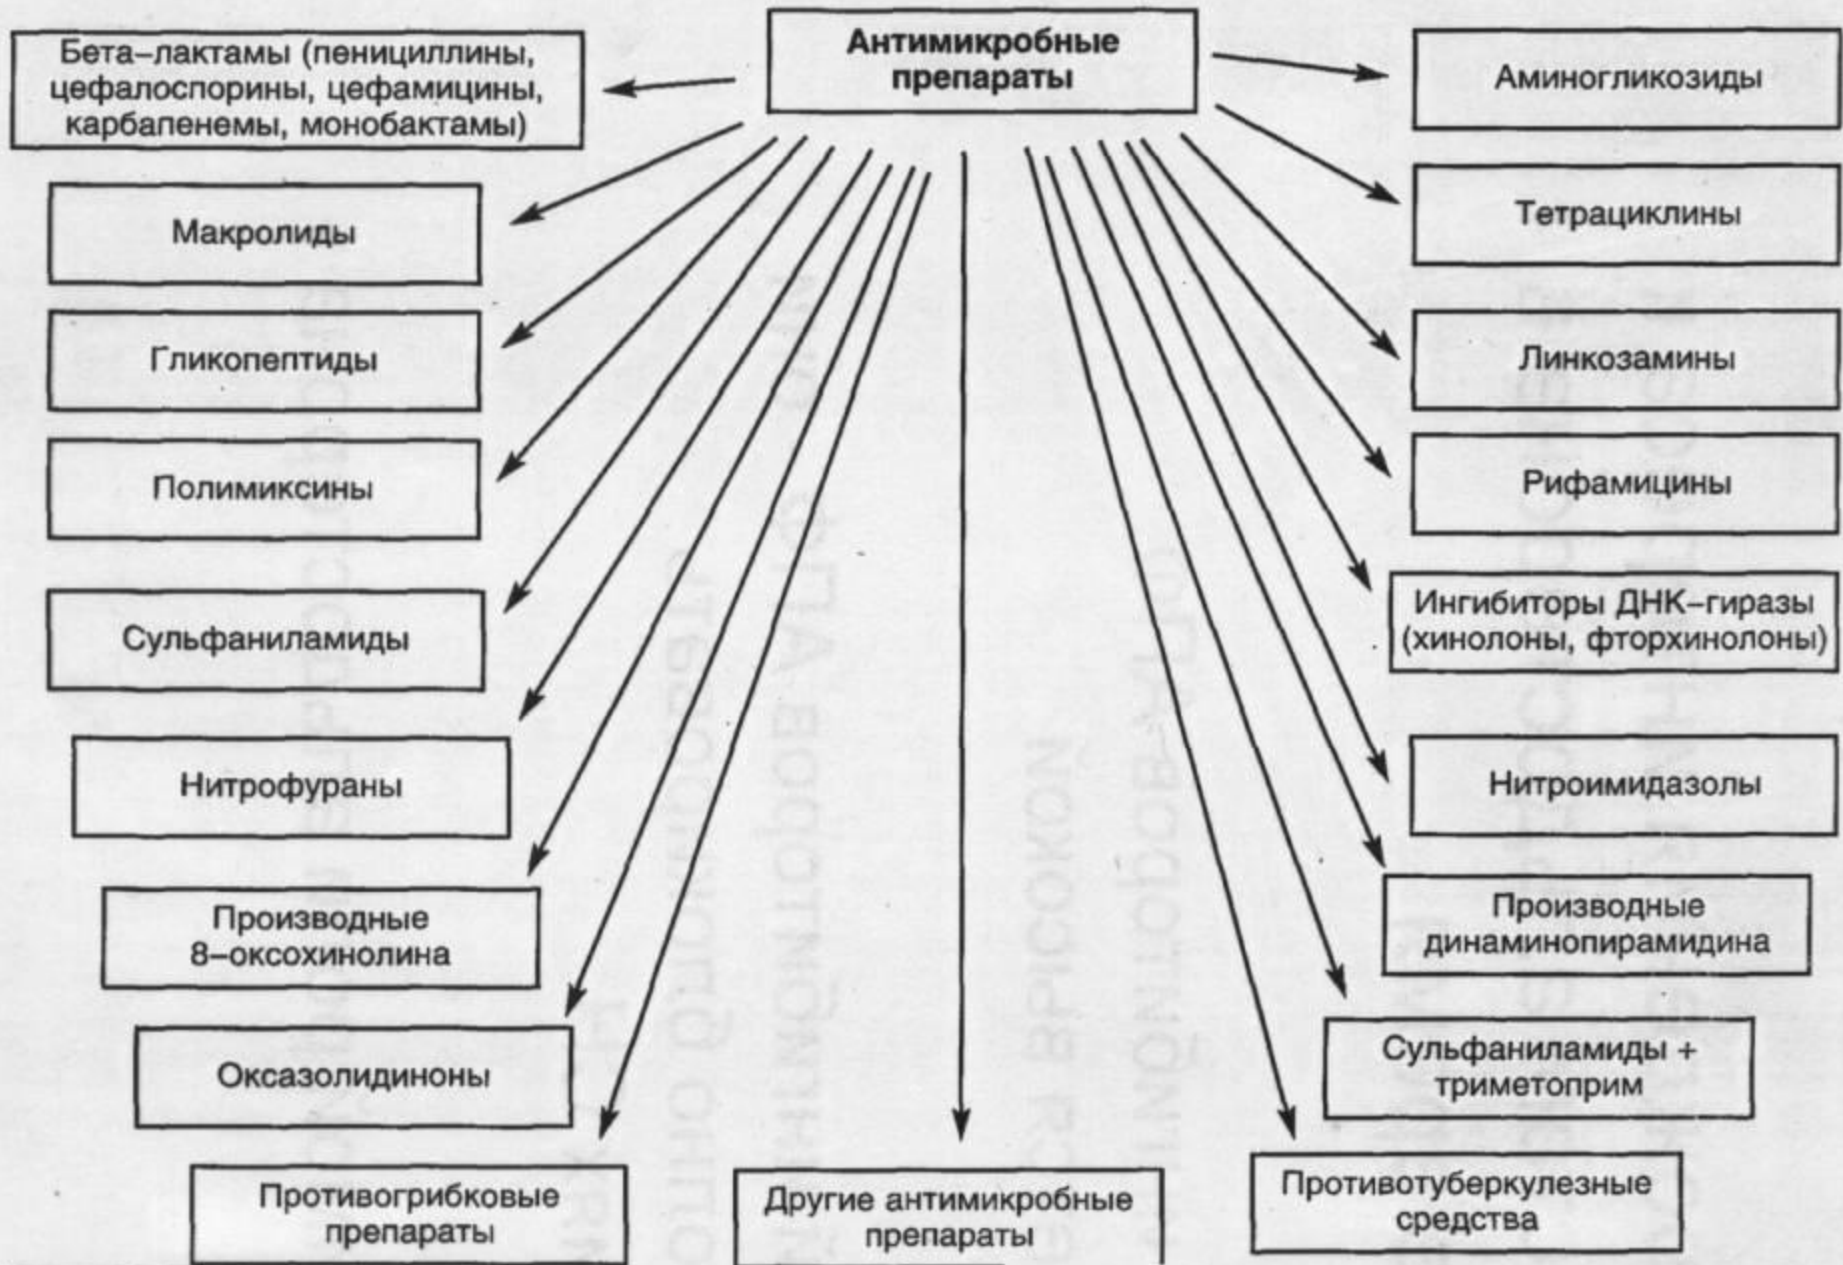 Антимикробные
препараты
Бета–лактамы (пенициллины,
цефалоспорины, цефамицины,
карбапенемы, монобактамы)
Макролиды
Гликопептиды
Полимиксины
Сульфаниламиды
Нитрофураны
Производные
8–оксохинолина
Оксазолидиноны
Противогрибковые
препараты
Другие антимикробные
препараты
Аминогликозиды
Тетрациклины
Линкозамины
Рифамицины
Ингибиторы ДНК–гиразы
(хинолоны, фторхинолоны)
Нитроимидазолы
Производные
динаминопирамидина
Сульфаниламиды +
триметоприм
Противотуберкулезные
средства